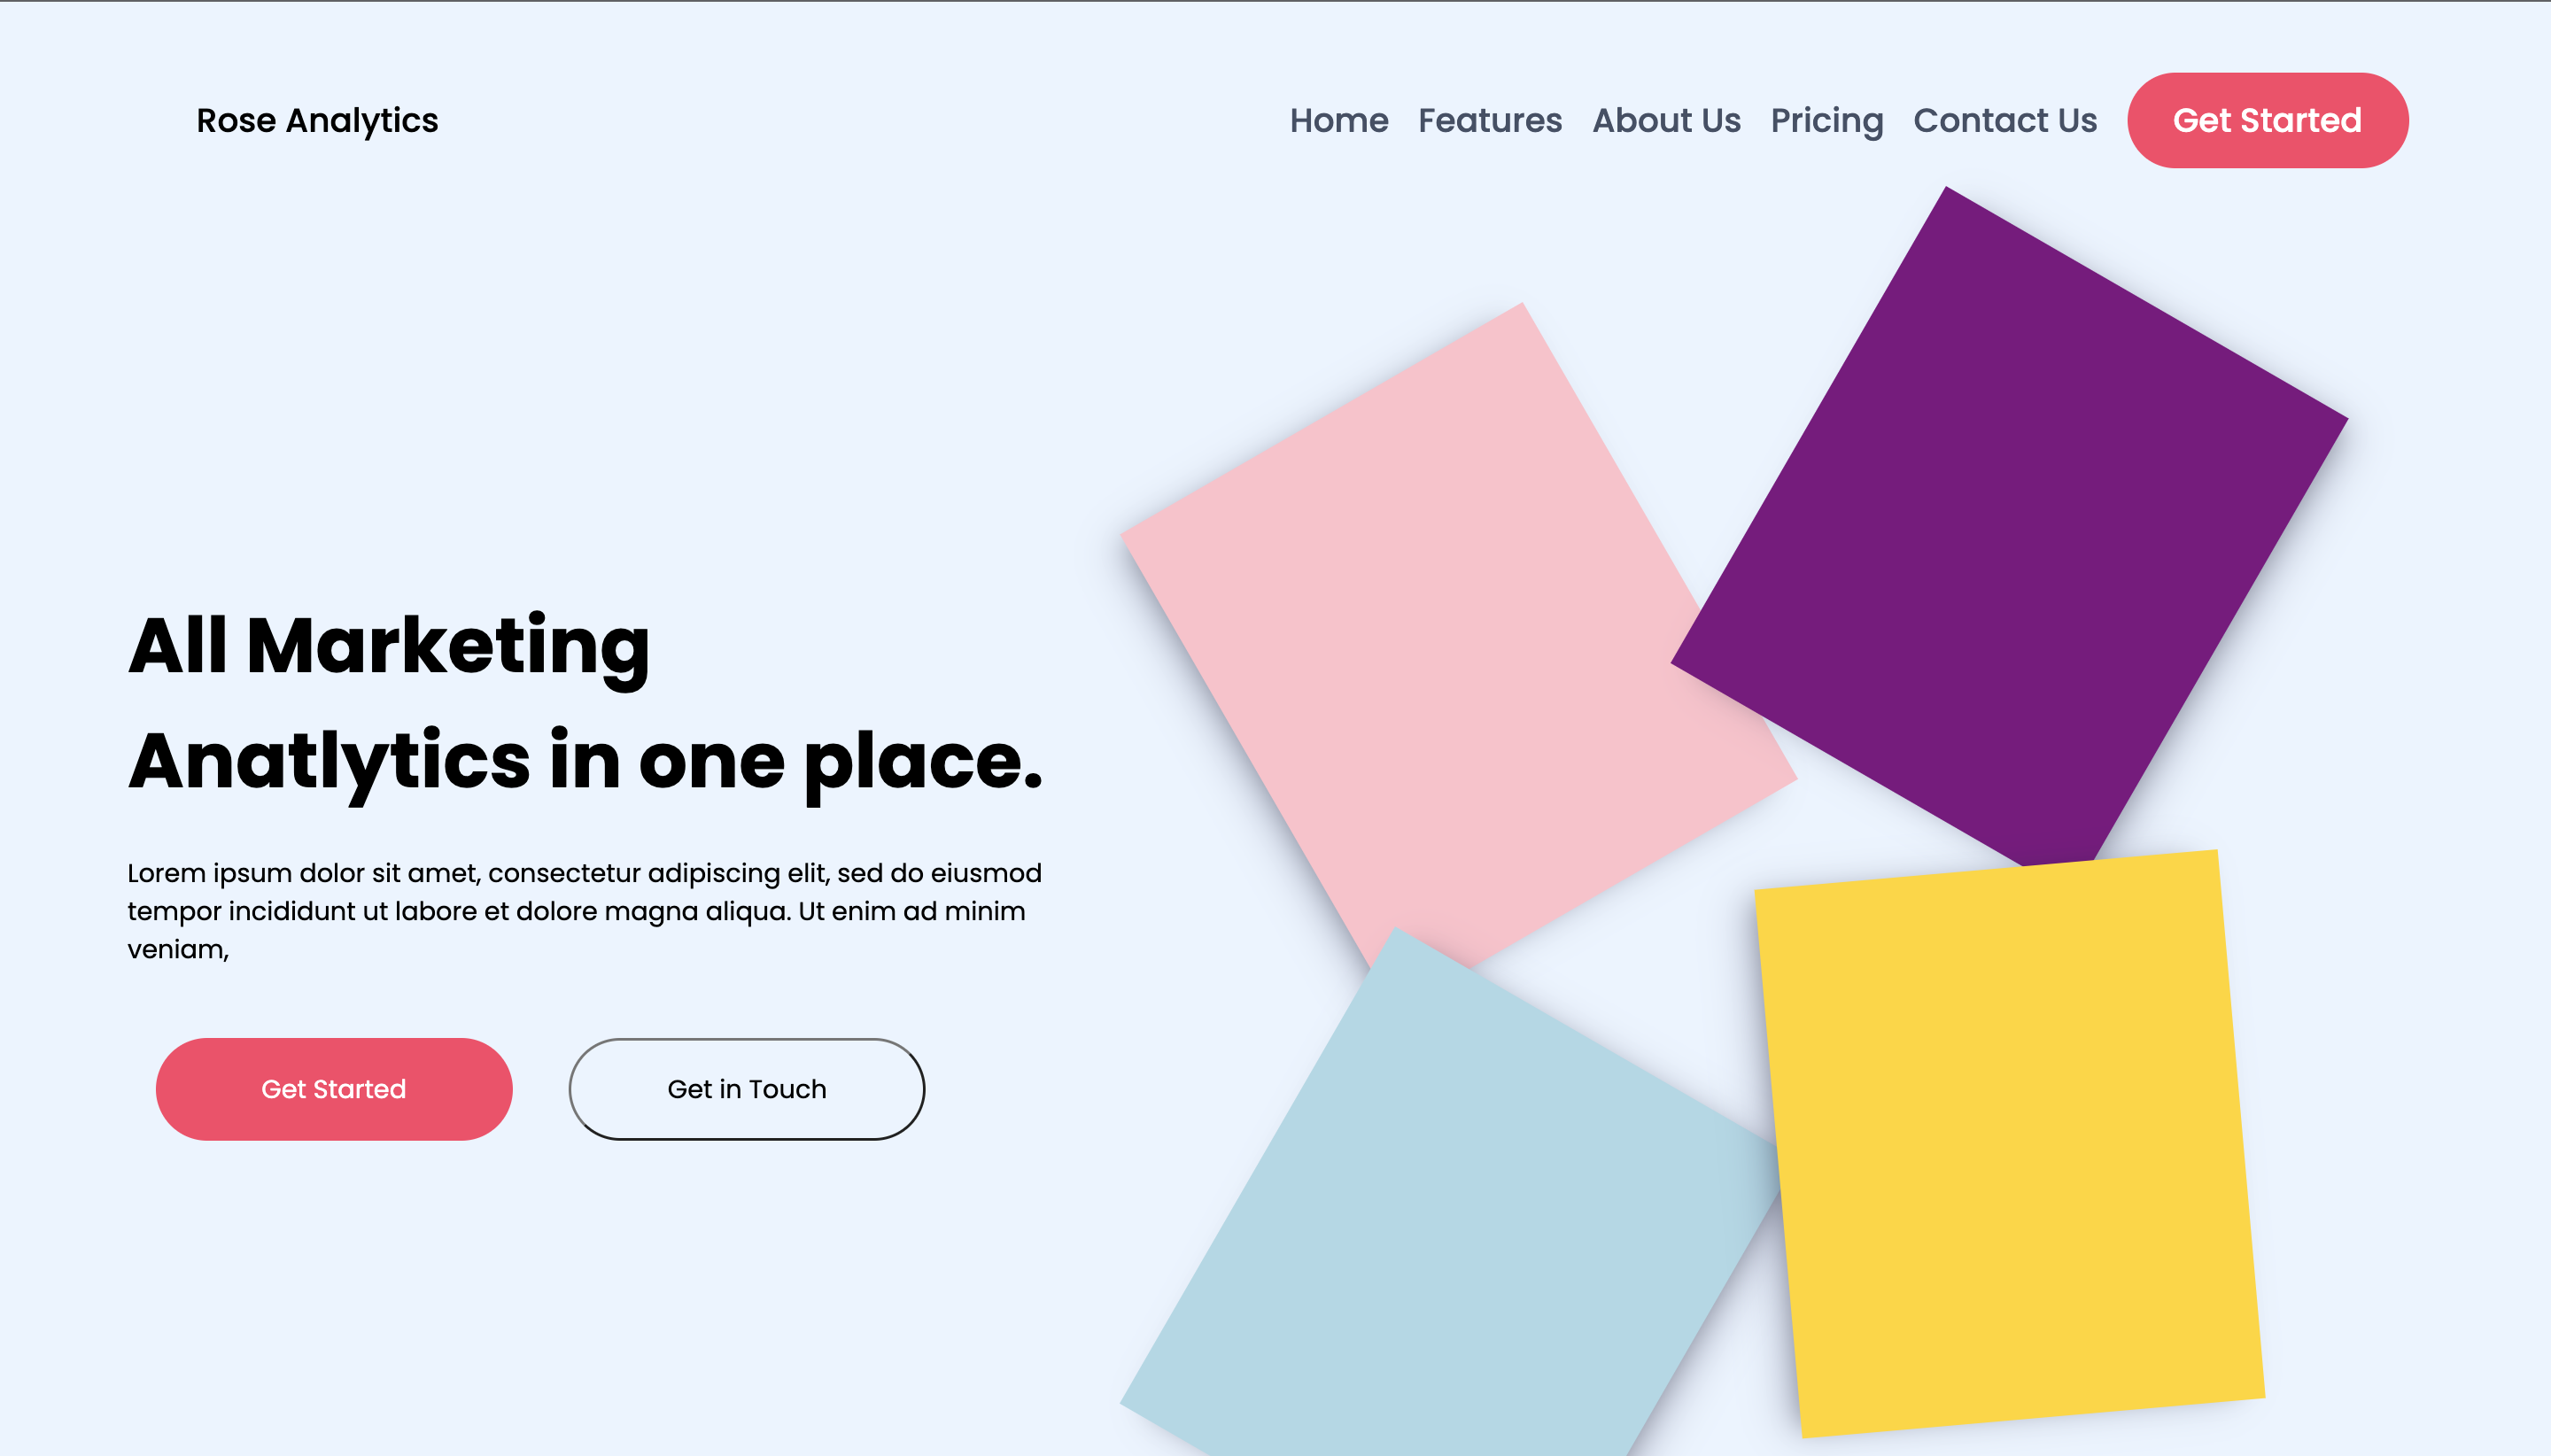 Rose Analytics
Home Features About Us Pricing Contact Us Get Started
All Marketing
Anatlytics in one place.
Lorem ipsum dolor sit amet, consectetur adipiscing elit, sed do eiusmod
tempor incididunt ut labore et dolore magna aliqua. Ut enim ad minim
veniam,
Get Started
Get in Touch